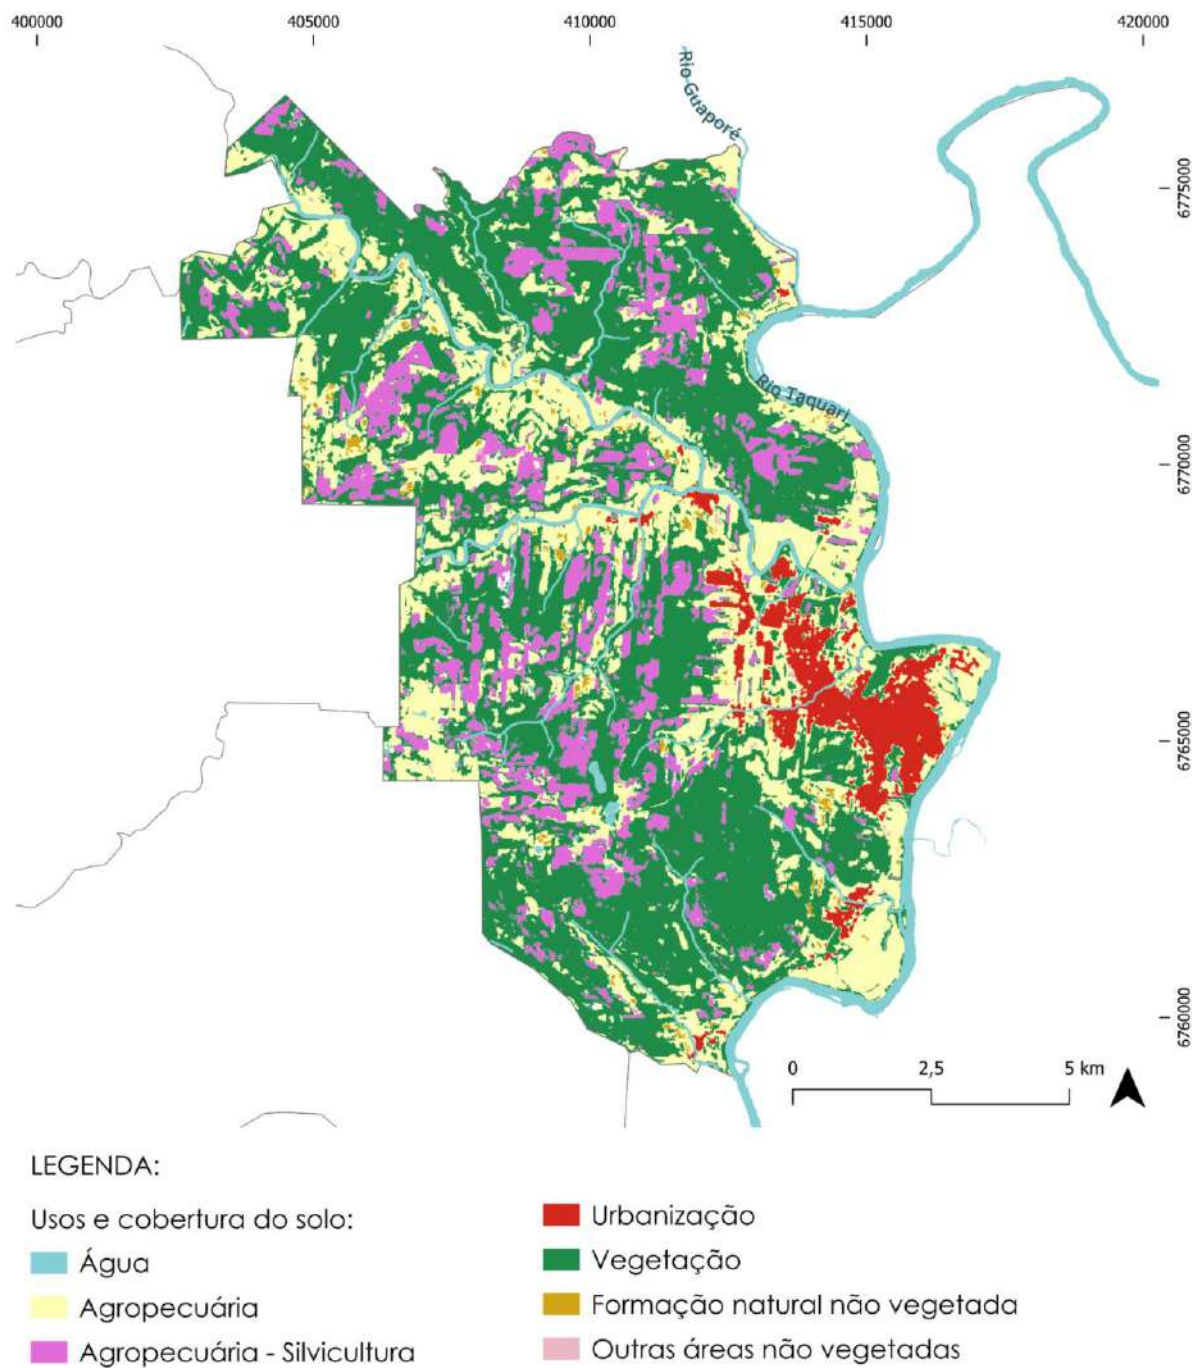 400000 405000 410000 415000 420000
Rio Guaporé
6775000
Rio Taquari
6770000
6765000
6760000
0 2,5 5 km
LEGENDA:
Usos e cobertura do solo:
Água
Agropecuária
Agropecuária - Silvicultura
Urbanização
Vegetação
Formação natural não vegetada
Outras áreas não vegetadas